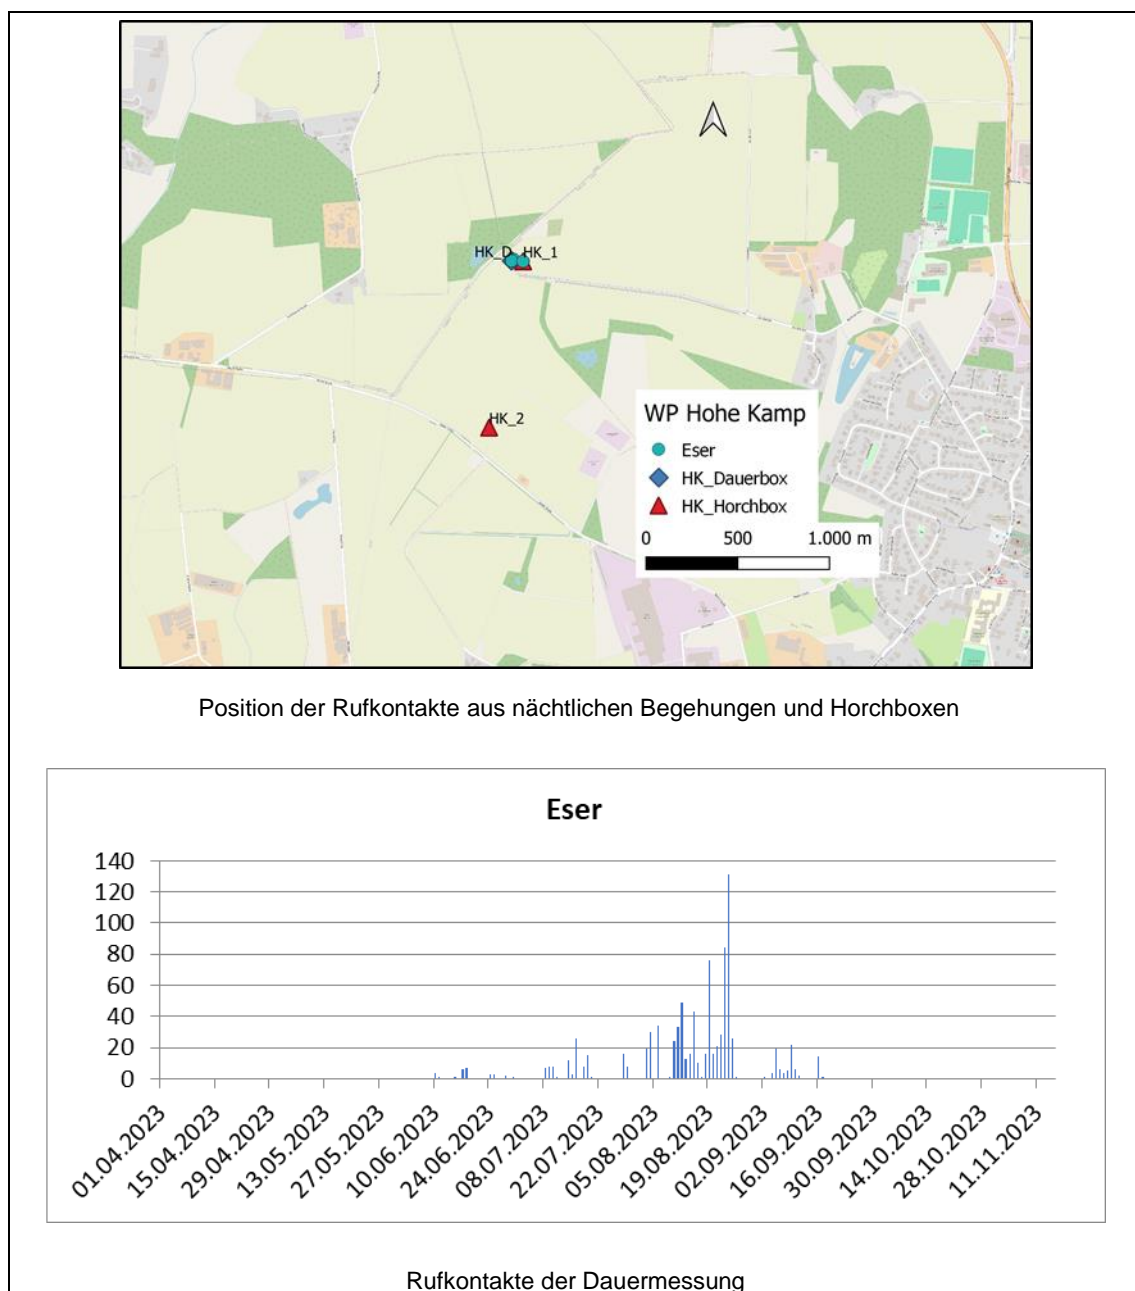 HK_D
HK_1
HK_2
WP Hohe Kamp
Eser
HK_Dauerbox
HK_Horchbox
0 500 1.000 m
Position der Rufkontakte aus nächtlichen Begehungen und Horchboxen
Eser
140
120
100
80
60
40
20
0
01.04.2023
15.04.2023
29.04.2023
13.05.2023
27.05.2023
10.06.2023
24.06.2023
08.07.2023
22.07.2023
05.08.2023
19.08.2023
02.09.2023
16.09.2023
30.09.2023
14.10.2023
28.10.2023
11.11.2023
Rufkontakte der Dauermessung